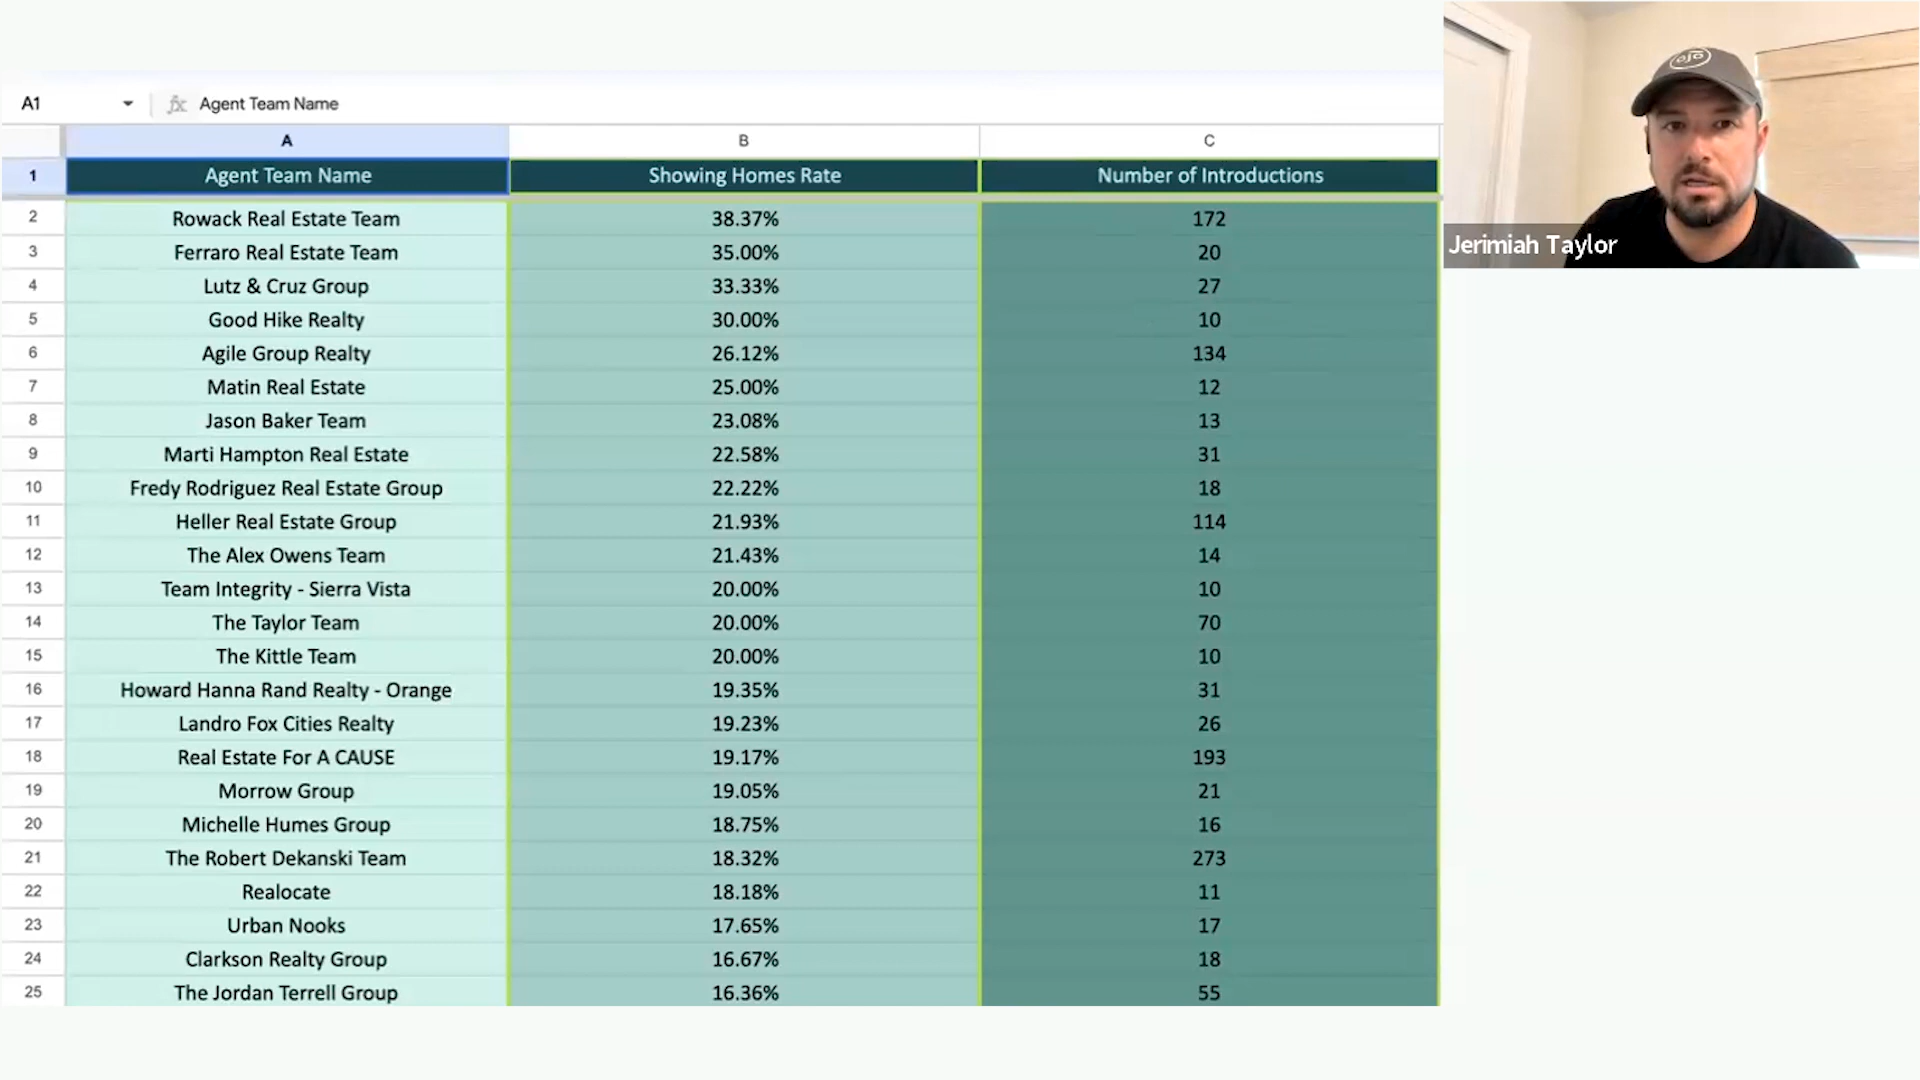 A1 fx Agent Team Name
A B C
1 Agent Team Name Showing Homes Rate Number of Introductions
2 Rowack Real Estate Team 38.37% 172
3 Ferraro Real Estate Team 35.00% 20
4 Lutz & Cruz Group 33.33% 27
5 Good Hike Realty 30.00% 10
6 Agile Group Realty 26.12% 134
7 Matin Real Estate 25.00% 12
8 Jason Baker Team 23.08% 13
9 Marti Hampton Real Estate 22.58% 31
10 Fredy Rodriguez Real Estate Group 22.22% 18
11 Heller Real Estate Group 21.93% 114
12 The Alex Owens Team 21.43% 14
13 Team Integrity - Sierra Vista 20.00% 10
14 The Taylor Team 20.00% 70
15 The Kittle Team 20.00% 10
16 Howard Hanna Rand Realty - Orange 19.35% 31
17 Landro Fox Cities Realty 19.23% 26
18 Real Estate For A CAUSE 19.17% 193
19 Morrow Group 19.05% 21
20 Michelle Humes Group 18.75% 16
21 The Robert Dekanski Team 18.32% 273
22 Realocate 18.18% 11
23 Urban Nooks 17.65% 17
24 Clarkson Realty Group 16.67% 18
25 The Jordan Terrell Group 16.36% 55
ojo
Jerimiah Taylor